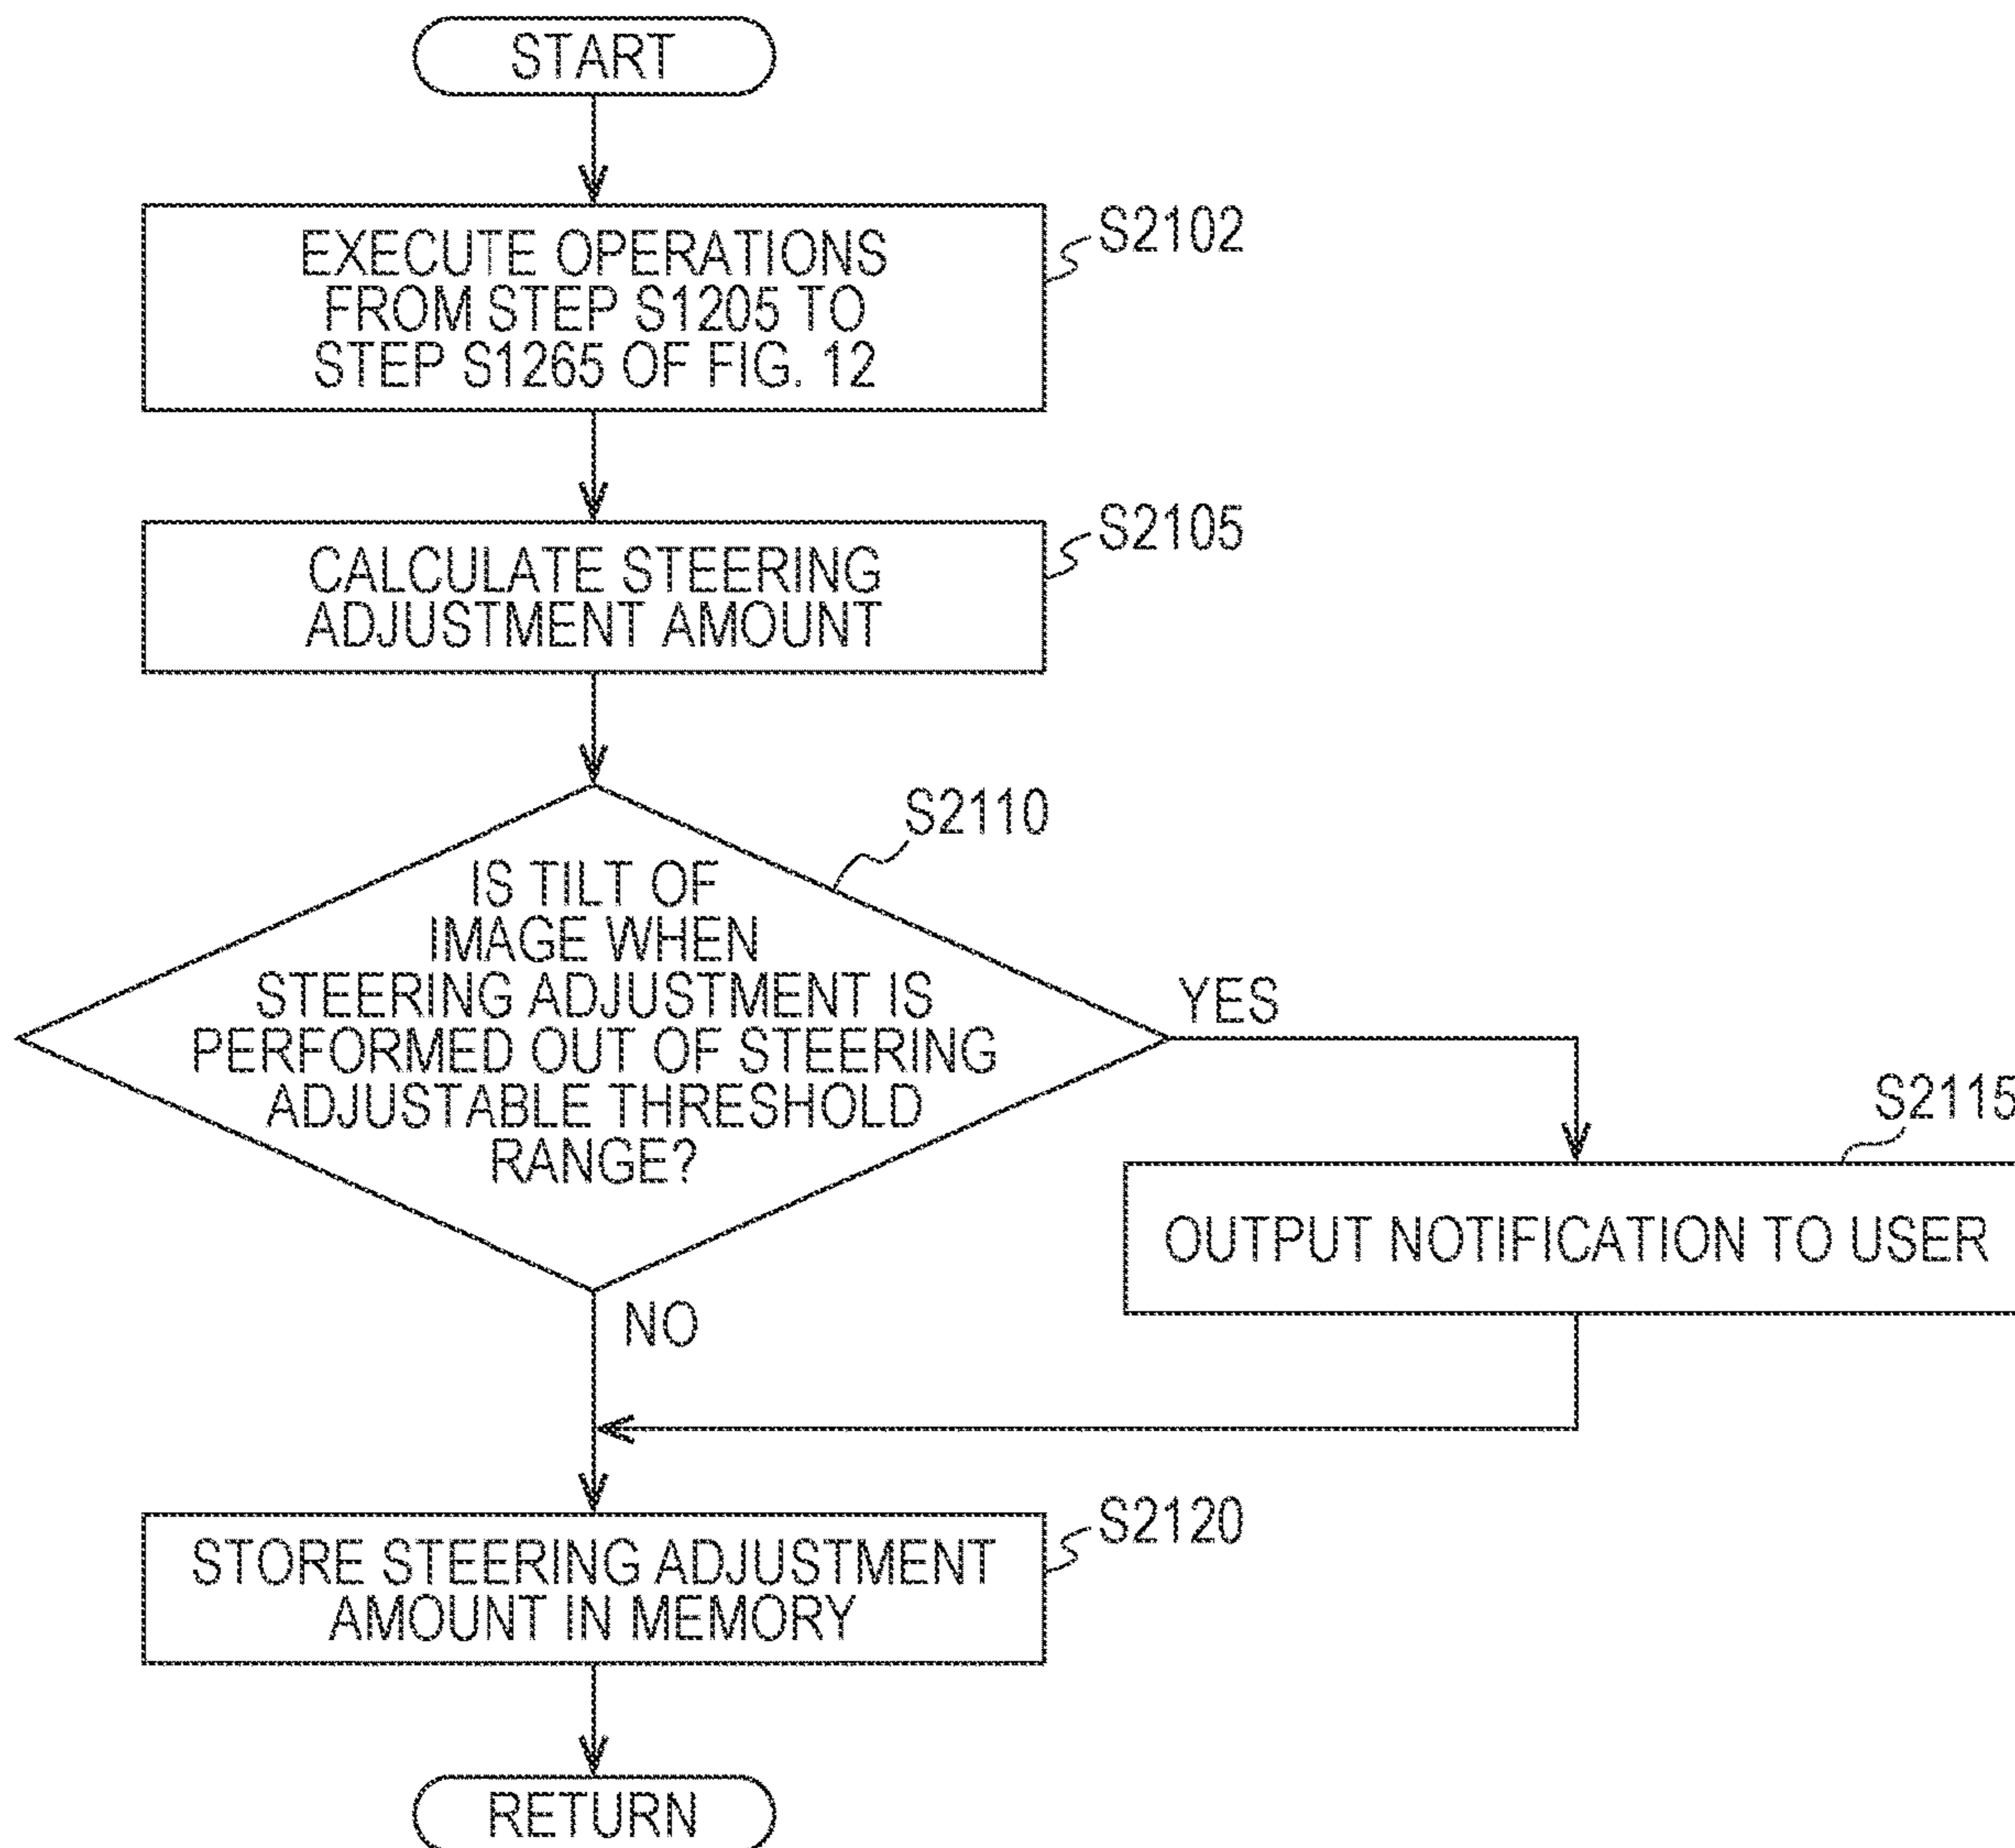 START
EXECUTE OPERATIONS
FROM STEP S1205 TO
STEP S1265 OF FIG. 12
S2102
CALCULATE STEERING
ADJUSTMENT AMOUNT
S2105
IS TILT OF
IMAGE WHEN
STEERING ADJUSTMENT IS
PERFORMED OUT OF STEERING
ADJUSTABLE THRESHOLD
RANGE?
S2110
YES
S2115
OUTPUT NOTIFICATION TO USER
NO
STORE STEERING ADJUSTMENT
AMOUNT IN MEMORY
S2120
RETURN